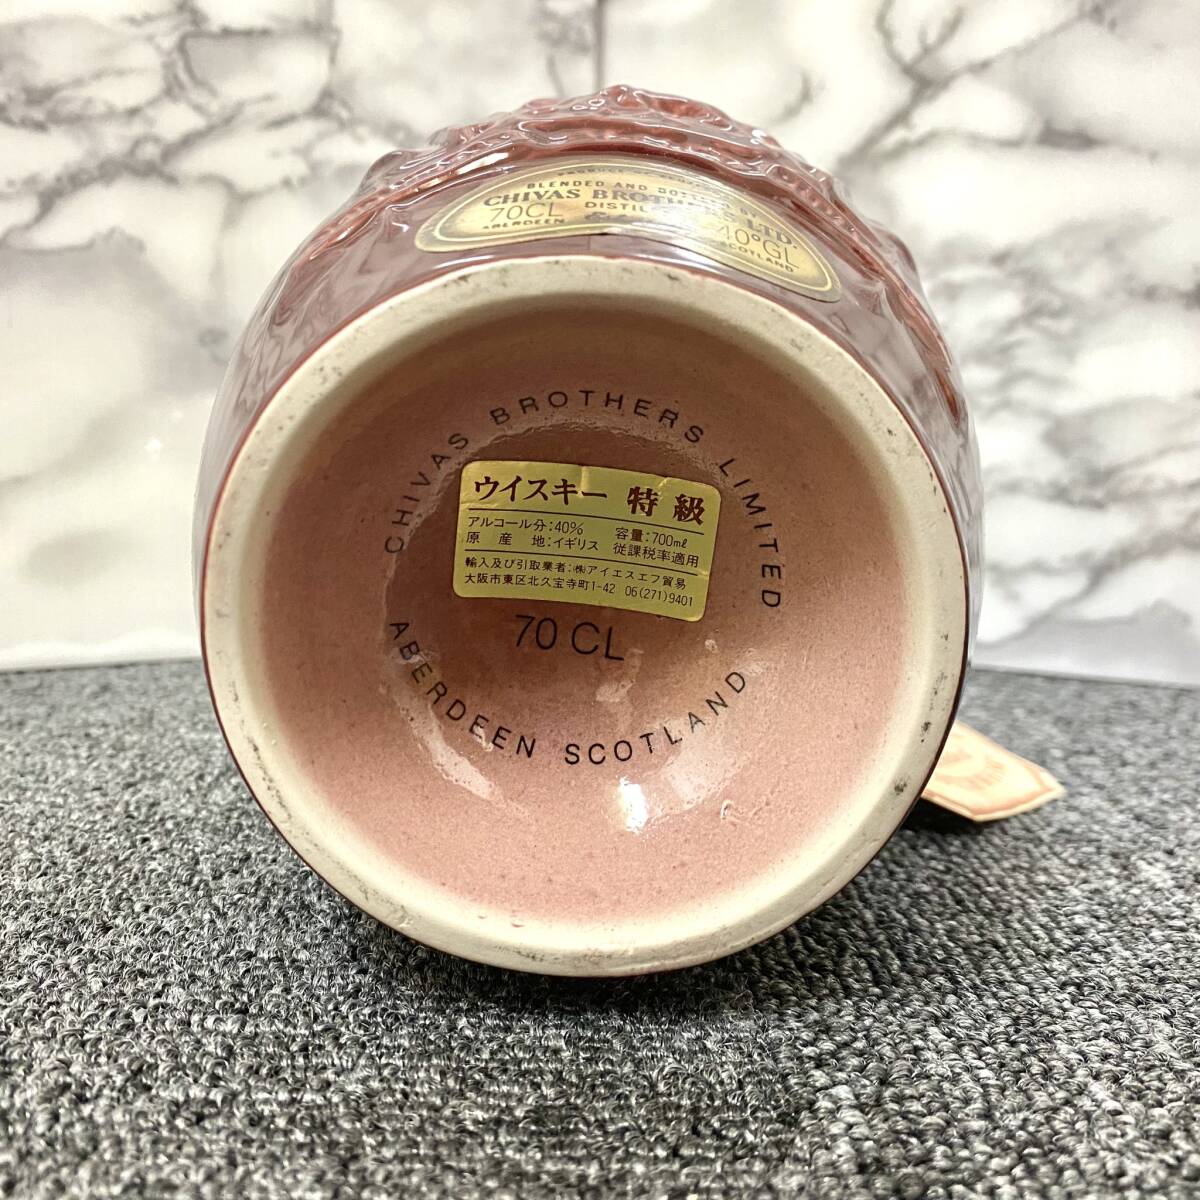 BLENDED AND BOTTLED BY
CHIVAS BROTHERS LTD.
70CL
40°GL
ABERDEEN
SCOTLAND
CHIVAS BROTHERS LIMITED
ウイスキー 特級
アルコール分:40% 容量:700mℓ
原産地:イギリス 従課税率適用
輸入及び引取業者:㈱アイエスエフ貿易
大阪市東区北久宝寺町1-42 06(271)9401
70 CL
ABERDEEN SCOTLAND